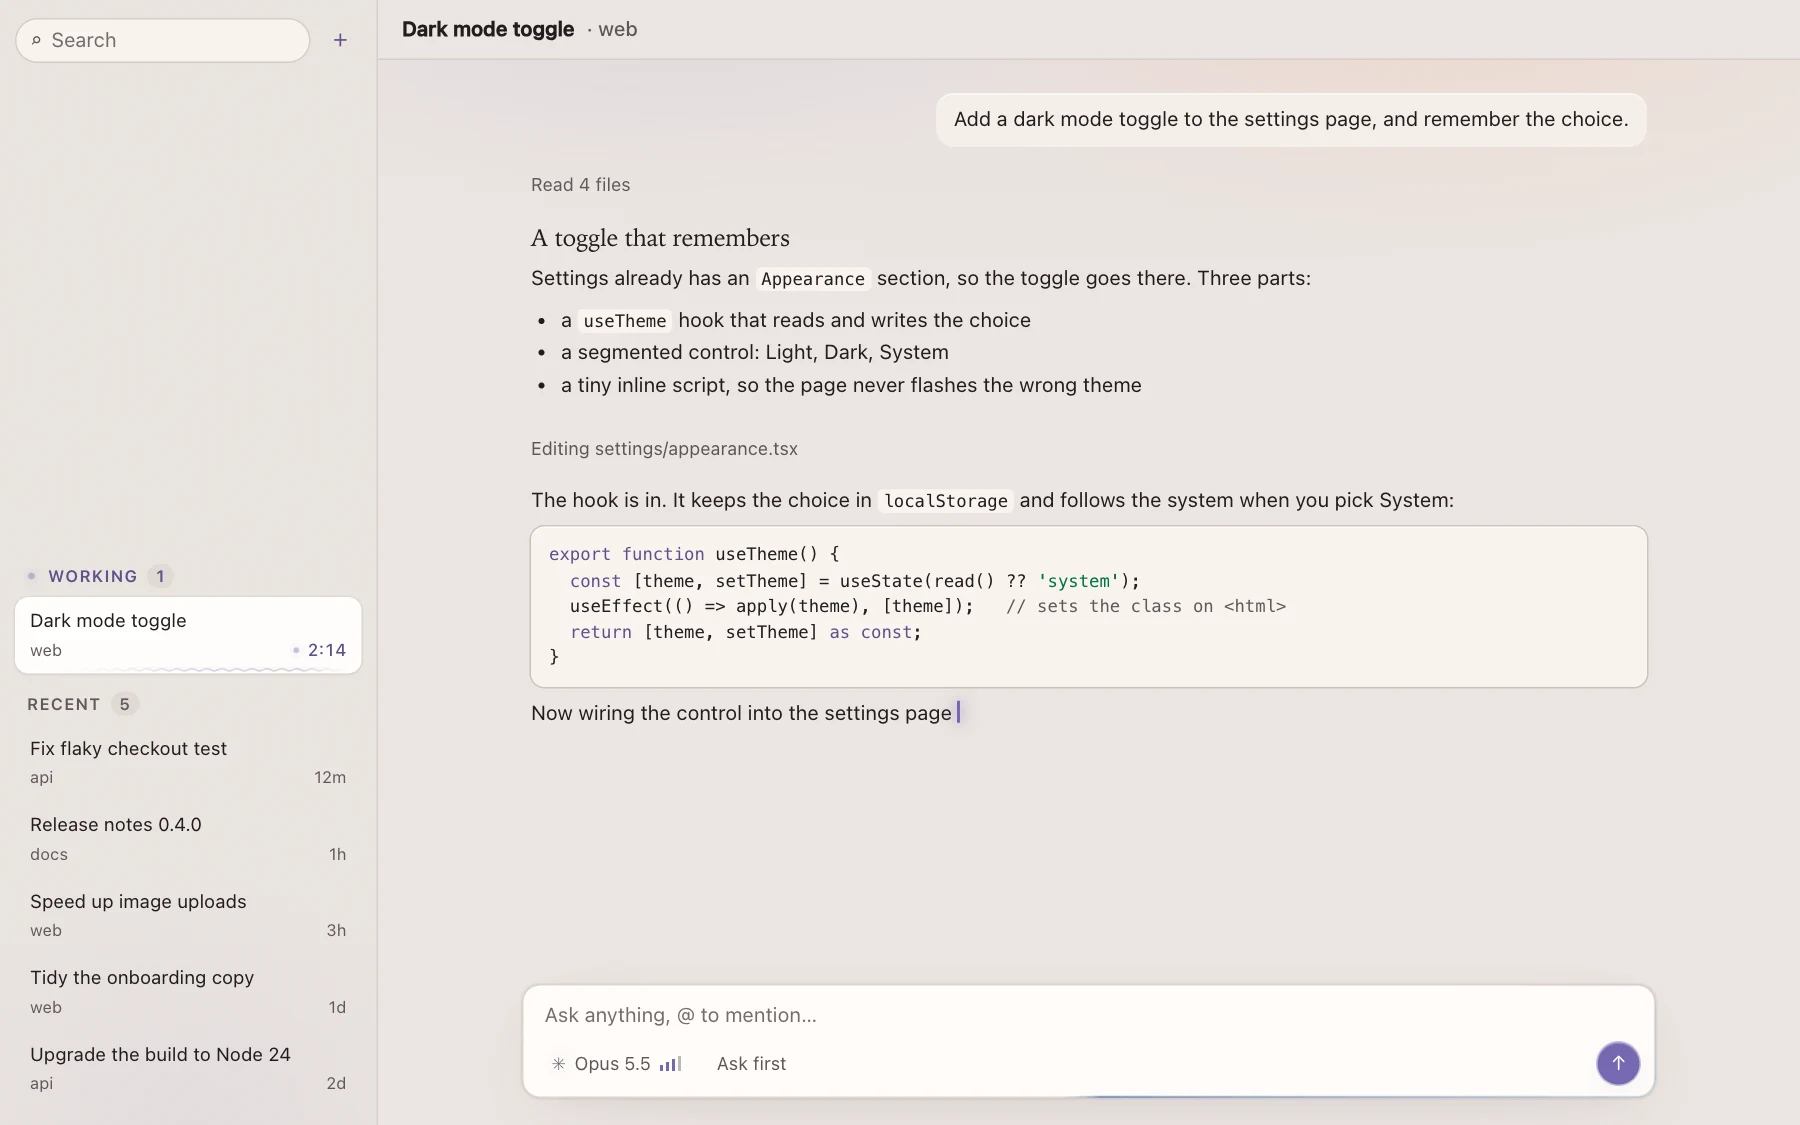 Search
+
WORKING 1
Dark mode toggle
web
2:14
RECENT 5
Fix flaky checkout test
api
12m
Release notes 0.4.0
docs
1h
Speed up image uploads
web
3h
Tidy the onboarding copy
web
1d
Upgrade the build to Node 24
api
2d
Dark mode toggle · web
Add a dark mode toggle to the settings page, and remember the choice.
Read 4 files
A toggle that remembers
Settings already has an Appearance section, so the toggle goes there. Three parts:
• a useTheme hook that reads and writes the choice
• a segmented control: Light, Dark, System
• a tiny inline script, so the page never flashes the wrong theme
Editing settings/appearance.tsx
The hook is in. It keeps the choice in localStorage and follows the system when you pick System:
export function useTheme() {
  const [theme, setTheme] = useState(read() ?? 'system');
  useEffect(() => apply(theme), [theme]);   // sets the class on <html>
  return [theme, setTheme] as const;
}
Now wiring the control into the settings page
Ask anything, @ to mention…
Opus 5.5
Ask first